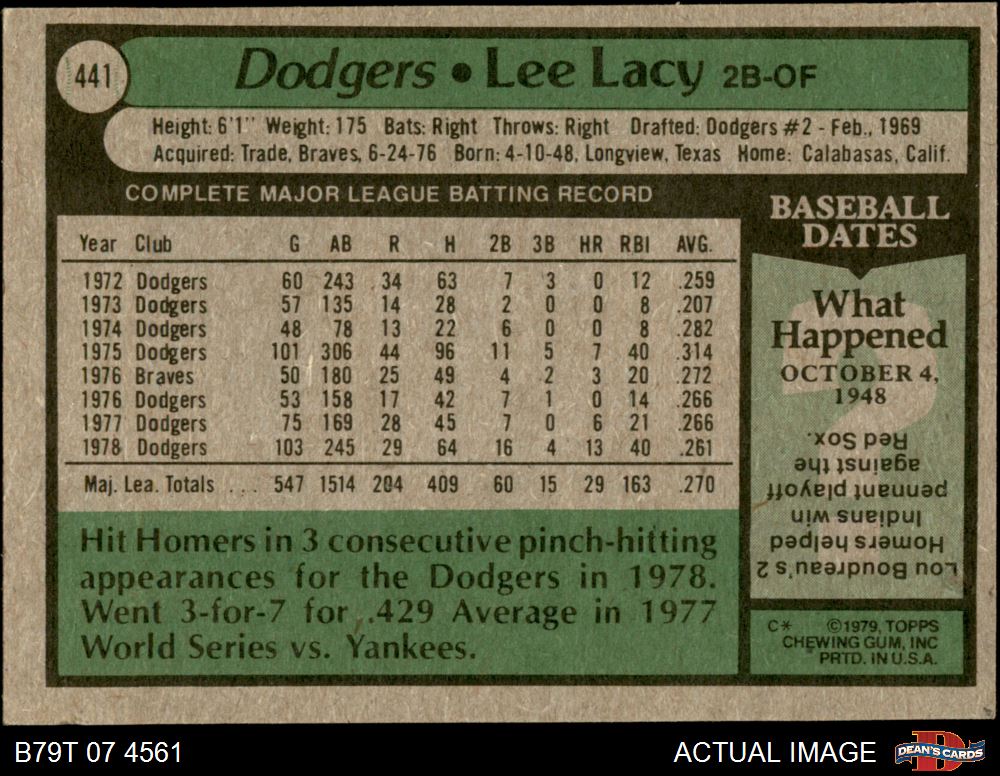 441
Dodgers • Lee Lacy 2B-OF
Height: 6'1" Weight: 175 Bats: Right Throws: Right Drafted: Dodgers #2 - Feb., 1969
Acquired: Trade, Braves, 6-24-76 Born: 4-10-48, Longview, Texas Home: Calabasas, Calif.
COMPLETE MAJOR LEAGUE BATTING RECORD
Year Club G AB R H 2B 3B HR RBI AVG.
1972 Dodgers 60 243 34 63 7 3 0 12 .259
1973 Dodgers 57 135 14 28 2 0 0 8 .207
1974 Dodgers 48 78 13 22 6 0 0 8 .282
1975 Dodgers 101 306 44 96 11 5 7 40 .314
1976 Braves 50 180 25 49 4 2 3 20 .272
1976 Dodgers 53 158 17 42 7 1 0 14 .266
1977 Dodgers 75 169 28 45 7 0 6 21 .266
1978 Dodgers 103 245 29 64 16 4 13 40 .261
Maj. Lea. Totals ... 547 1514 204 409 60 15 29 163 .270
Hit Homers in 3 consecutive pinch-hitting
appearances for the Dodgers in 1978.
Went 3-for-7 for .429 Average in 1977
World Series vs. Yankees.
BASEBALL
DATES
What
Happened
OCTOBER 4,
1948
Lou Boudreau's 2
Homers helped
Indians win
pennant playoff
against the
Red Sox.
C* ©1979, TOPPS
CHEWING GUM, INC
PRTD. IN U.S.A.
B79T 07 4561
ACTUAL IMAGE
DEAN'S CARDS